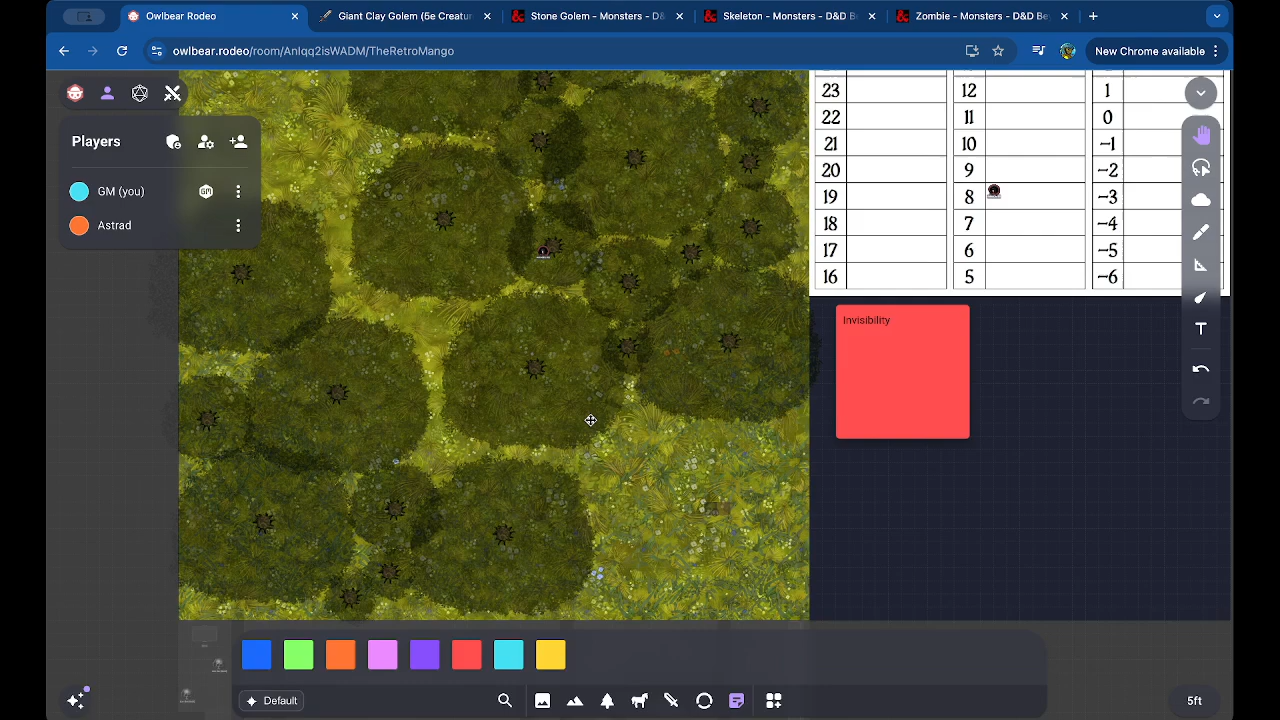 Owlbear Rodeo
Giant Clay Golem (6e Creatur
Stone Golem - Monsters - D&
Skeleton - Monsters - D&D B
Zombie - Monsters - D&D Be
owlbear.rodeo/room/AnIqq2isWADM/TheRetroMango
New Chrome available
Players
GM (you)
GM
Astrad
23 12 1
22 11 0
21 10 −1
20 9 −2
19 8 −3
18 7 −4
17 6 −5
16 5 −6
Invisibility
T
Default
5ft